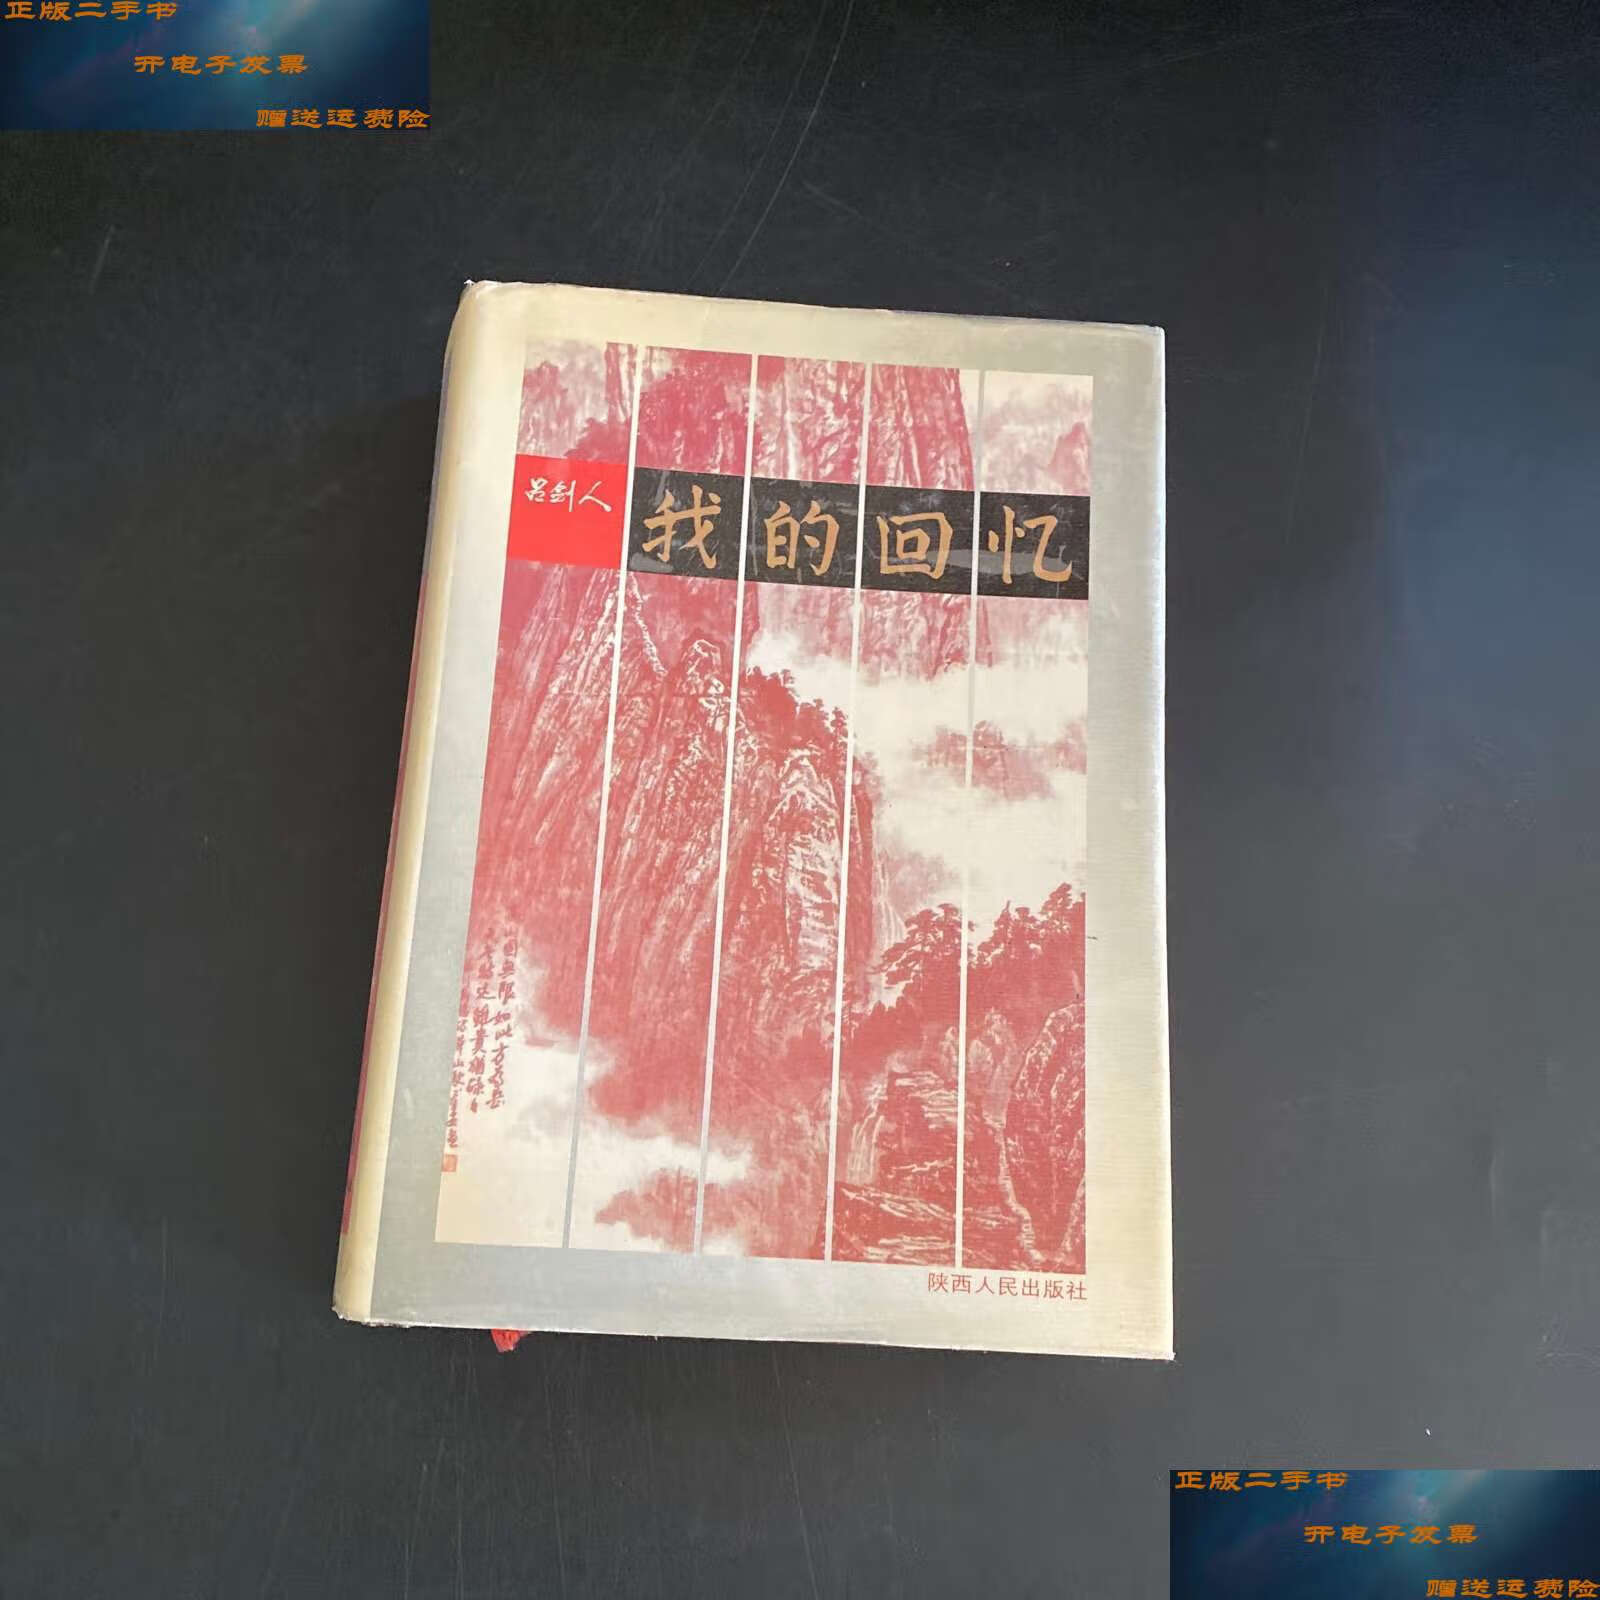 正版二手书
开电子发票
赠送运费险
吕剑人
我的回忆
陕西人民出版社
正版二手书
开电子发票
赠送运费险